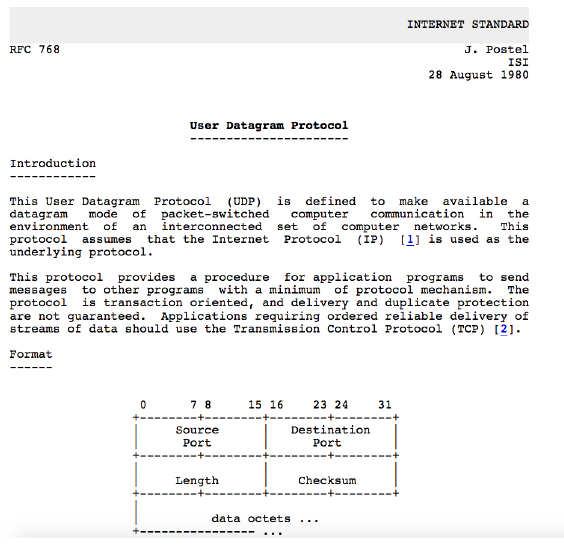 INTERNET STANDARD
RFC 768 J. Postel
ISI
28 August 1980
User Datagram Protocol
----------------------
Introduction
------------
This User Datagram Protocol (UDP) is defined to make available a
datagram mode of packet-switched computer communication in the
environment of an interconnected set of computer networks. This
protocol assumes that the Internet Protocol (IP) [1] is used as the
underlying protocol.
This protocol provides a procedure for application programs to send
messages to other programs with a minimum of protocol mechanism. The
protocol is transaction oriented, and delivery and duplicate protection
are not guaranteed. Applications requiring ordered reliable delivery of
streams of data should use the Transmission Control Protocol (TCP) [2].
Format
------
0 7 8 15 16 23 24 31
+--------+--------+--------+--------+
| Source | Destination |
| Port | Port |
+--------+--------+--------+--------+
| | |
| Length | Checksum |
+--------+--------+--------+--------+
|
| data octets ...
+---------------- ...